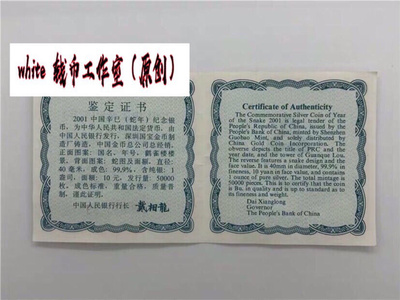 white 钱币工作室（原创）
鉴定证书
2001中国辛巳（蛇年）纪念银
币，为中华人民共和国法定货币，由
中国人民银行发行，深圳国宝金币制
造厂铸造，中国金币总公司总经销。
正面图案：国名、年号、鹳雀楼楼
景，背面图案：蛇图及面额。直径：
40毫米，成色：99.9%，含纯银：1
盎司，面额：10元，发行量：50000
枚，成色标准，重量合格，质量普
制，谨此证明。
中国人民银行行长 戴相龙
Certificate of Authenticity
The Commemorative Silver Coin of Year
of the Snake 2001 is legal tender of the
People's Republic of China, issued by the
People's Bank of China, minted by Shenzhen
Guobao Mint, and solely distributed by
China Gold Coin Incorporation. The
obverse depicts the title of PRC and the
year date, and the tower of Guanque Lou.
The reverse features a snake design and the
face value. It is 40mm in diameter, 99.9% in
fineness, 10 yuan in face value, and contains
1 ounce of pure silver. The total mintage is
50000 pieces. This is to certify that the coin
is Bu, in quality and is up to standard as to
its fineness and weight.
Dai Xianglong
Governor
The People's Bank of China